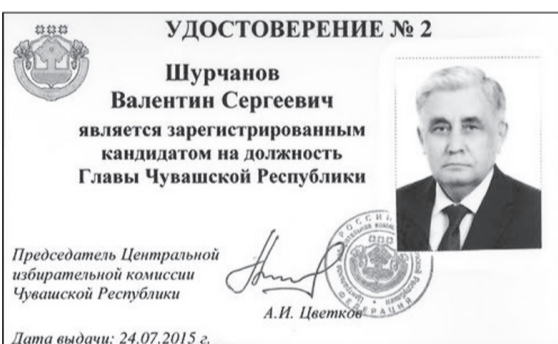 УДОСТОВЕРЕНИЕ № 2
Шурчанов
Валентин Сергеевич
является зарегистрированным
кандидатом на должность
Главы Чувашской Республики
Председатель Центральной
избирательной комиссии
Чувашской Республики
А.И. Цветков
Дата выдачи: 24.07.2015 г.